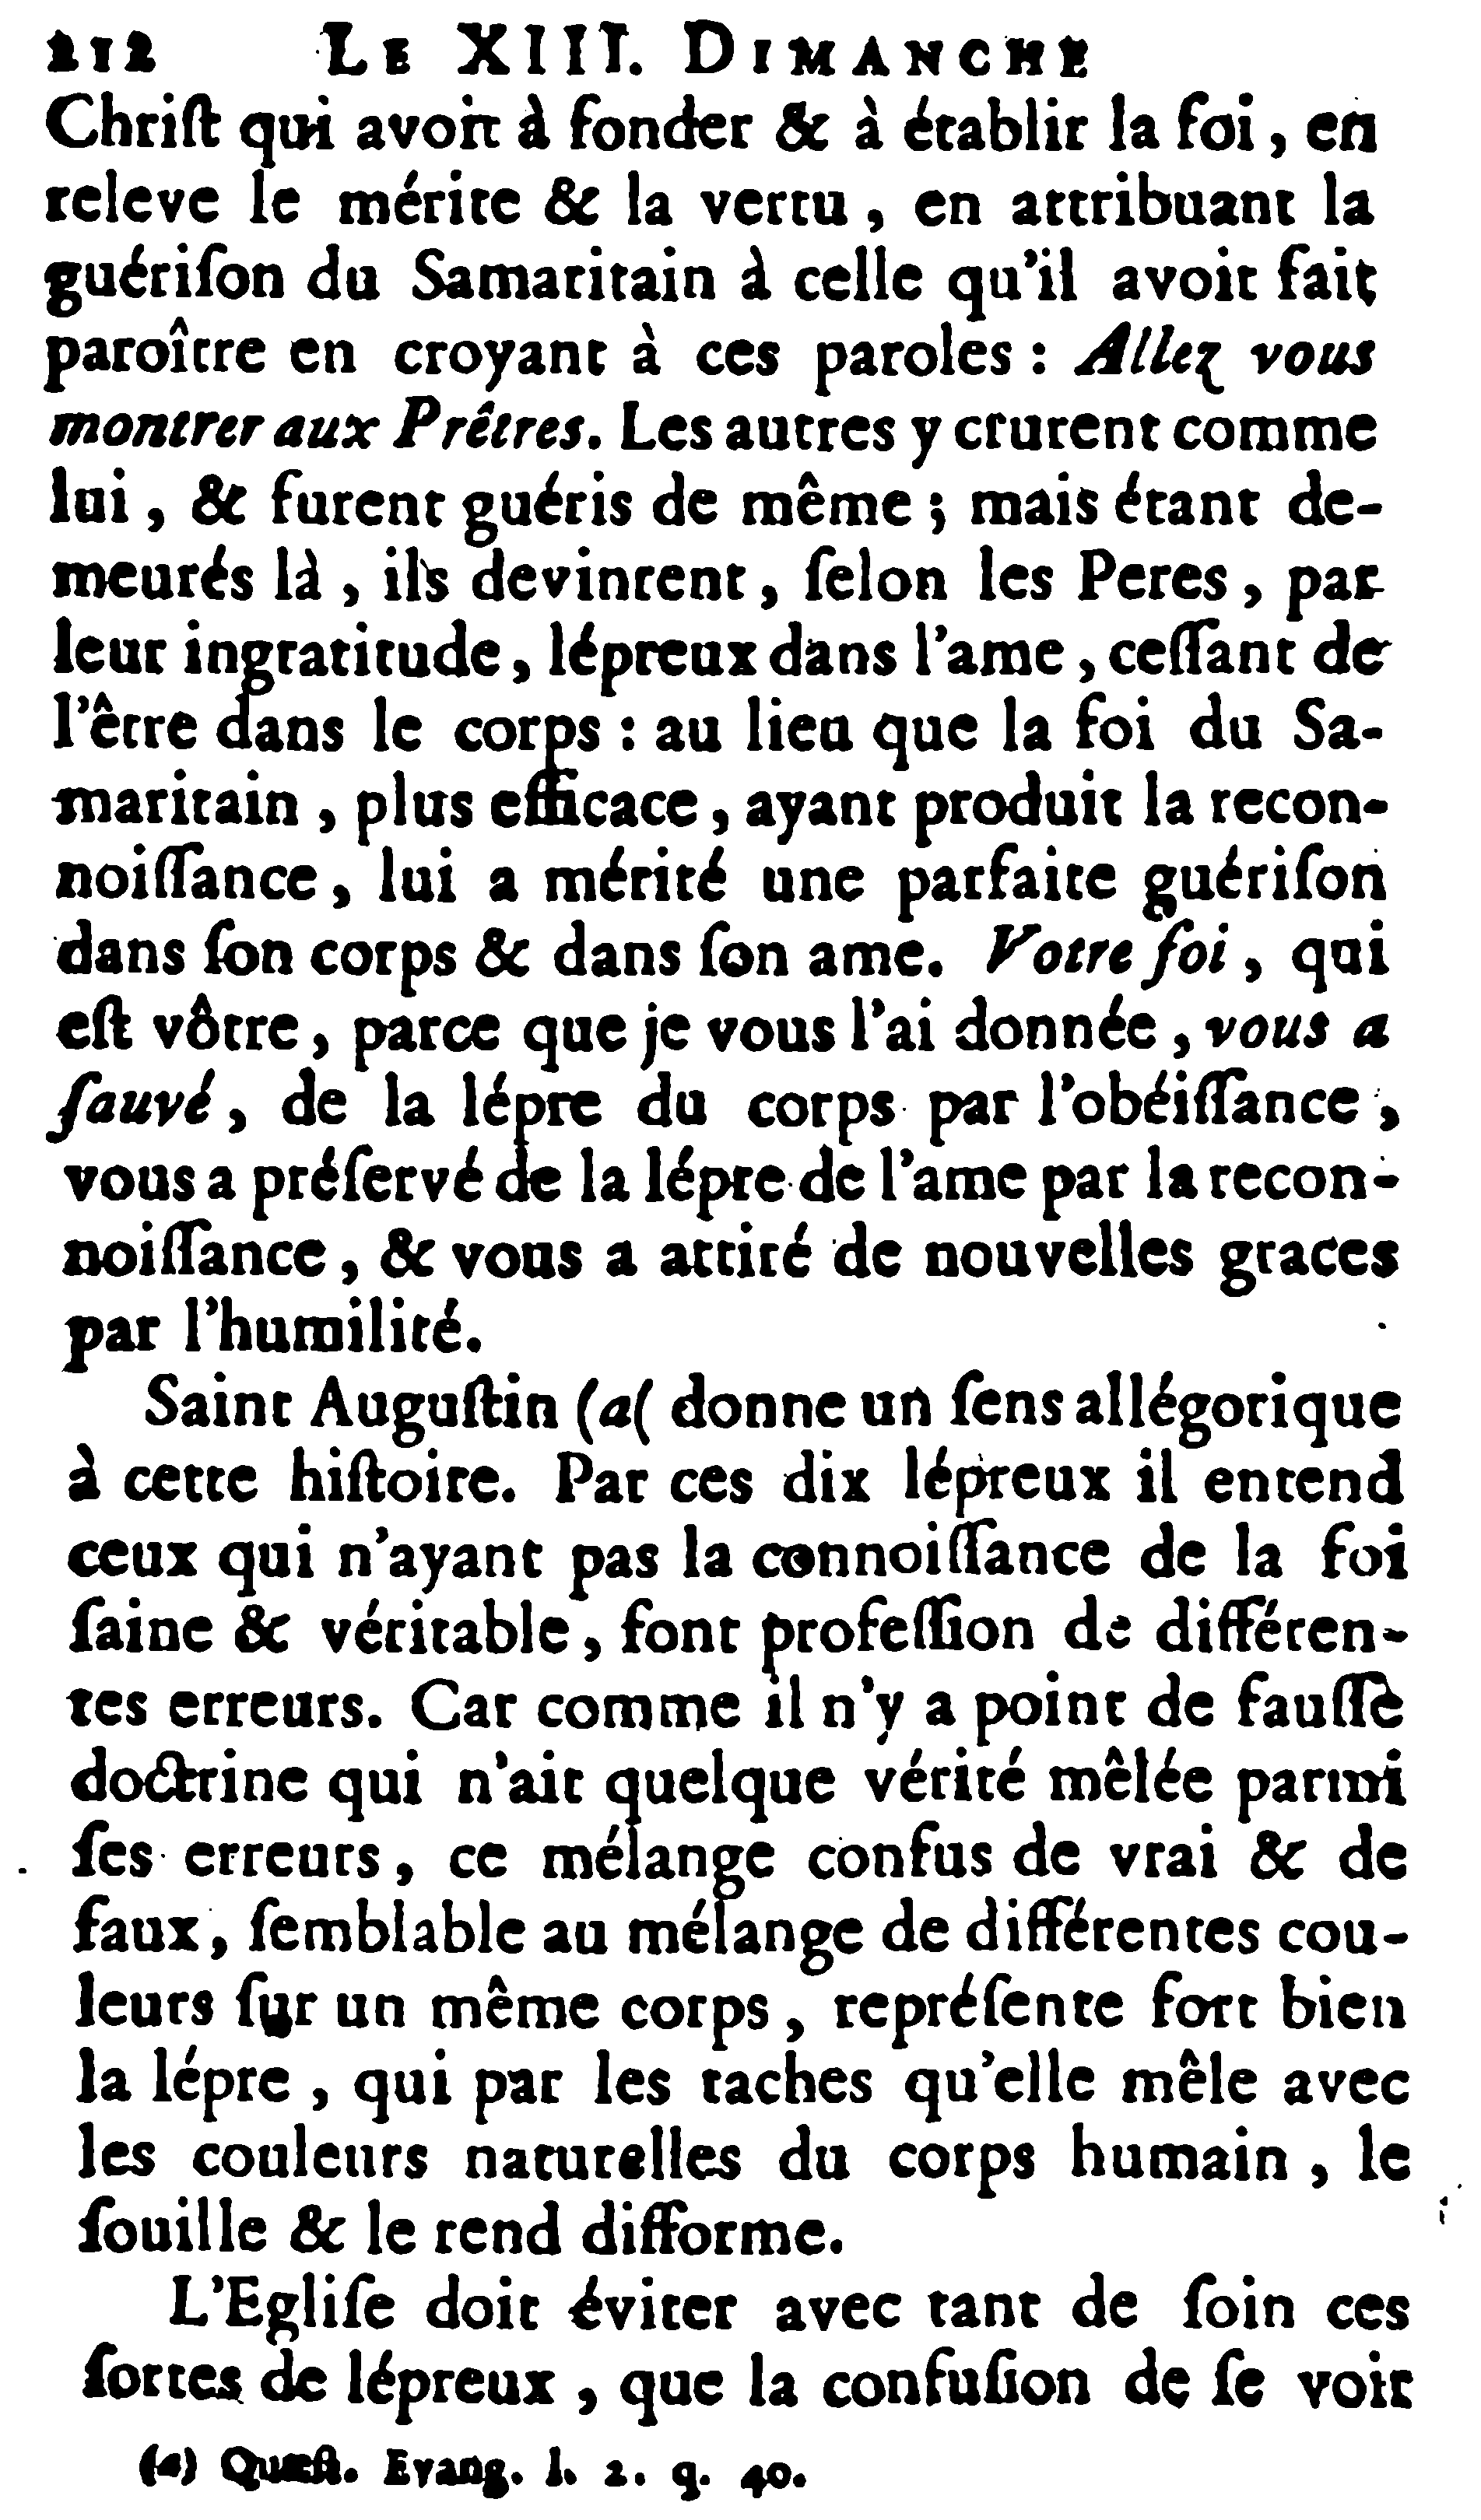 212 LE XIII. DIMANCHE
Chriſt qui avoit à fonder & à établir la foi, en
releve le mérite & la vertu, en attribuant la
guériſon du Samaritain à celle qu'il avoit fait
paroître en croyant à ces paroles : Allez vous
montrer aux Prêtres. Les autres y crurent comme
lui, & furent guéris de même ; mais étant de-
meurés là, ils devinrent, ſelon les Peres, par
leur ingratitude, lépreux dans l'ame, ceſſant de
l'être dans le corps : au lieu que la foi du Sa-
maritain, plus efficace, ayant produit la recon-
noiſſance, lui a mérité une parfaite guériſon
dans ſon corps & dans ſon ame. Votre foi, qui
eſt vôtre, parce que je vous l'ai donnée, vous a
ſauvé, de la lépre du corps par l'obéiſſance,
vous a préſervé de la lépre de l'ame par la recon-
noiſſance, & vous a attiré de nouvelles graces
par l'humilité.
Saint Auguſtin (a( donne un ſens allégorique
à cette hiſtoire. Par ces dix lépreux il entend
ceux qui n'ayant pas la connoiſſance de la foi
ſaine & véritable, font profeſſion de différen-
tes erreurs. Car comme il n'y a point de fauſſe
doctrine qui n'ait quelque vérité mêlée parmi
ſes erreurs, ce mélange confus de vrai & de
faux, ſemblable au mélange de différentes cou-
leurs ſur un même corps, repréſente fort bien
la lépre, qui par les taches qu'elle mêle avec
les couleurs naturelles du corps humain, le
ſouille & le rend difforme.
L'Egliſe doit éviter avec tant de ſoin ces
ſortes de lépreux, que la confuſion de ſe voir
(a) Quæſt. Evang. l. 2. q. 40.